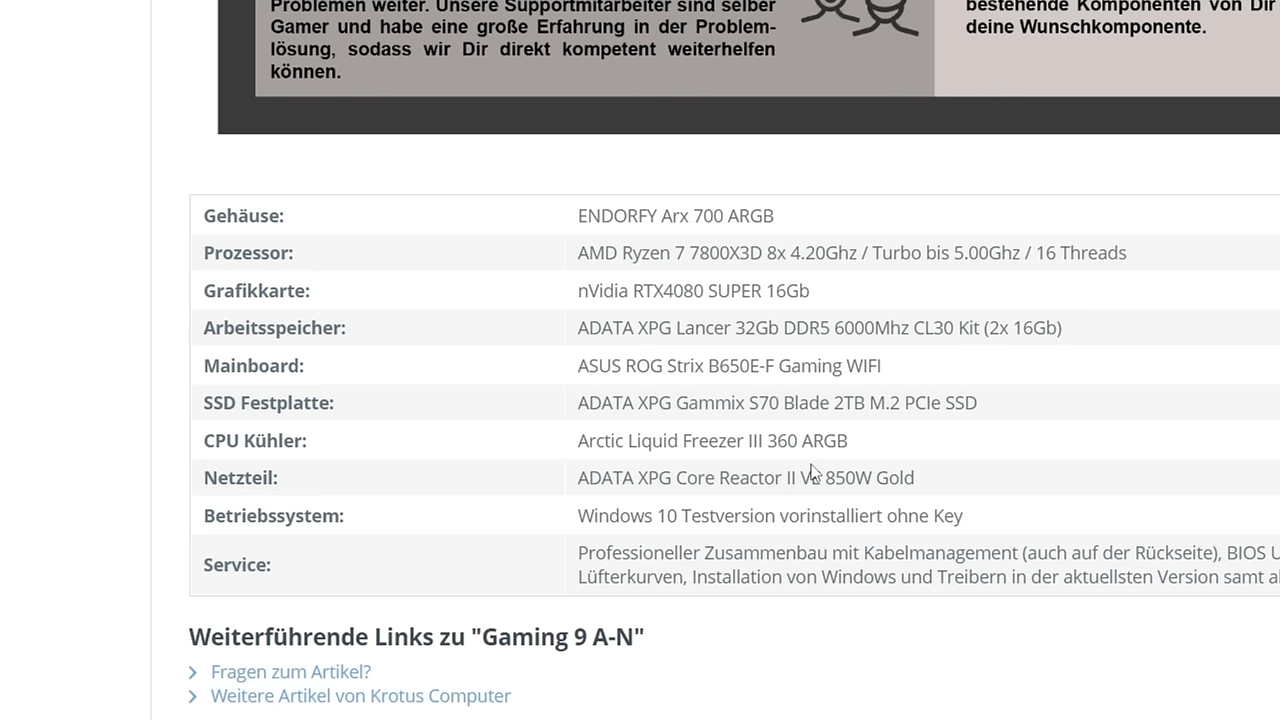 Problemen weiter. Unsere Supportmitarbeiter sind selber
Gamer und habe eine große Erfahrung in der Problem-
lösung, sodass wir Dir direkt kompetent weiterhelfen
können.
bestehende Komponenten von Dir
deine Wunschkomponente.
Gehäuse: ENDORFY Arx 700 ARGB
Prozessor: AMD Ryzen 7 7800X3D 8x 4.20Ghz / Turbo bis 5.00Ghz / 16 Threads
Grafikkarte: nVidia RTX4080 SUPER 16Gb
Arbeitsspeicher: ADATA XPG Lancer 32Gb DDR5 6000Mhz CL30 Kit (2x 16Gb)
Mainboard: ASUS ROG Strix B650E-F Gaming WIFI
SSD Festplatte: ADATA XPG Gammix S70 Blade 2TB M.2 PCIe SSD
CPU Kühler: Arctic Liquid Freezer III 360 ARGB
Netzteil: ADATA XPG Core Reactor II 850W Gold
Betriebssystem: Windows 10 Testversion vorinstalliert ohne Key
Service: Professioneller Zusammenbau mit Kabelmanagement (auch auf der Rückseite), BIOS
Lüfterkurven, Installation von Windows und Treibern in der aktuellsten Version samt
Weiterführende Links zu "Gaming 9 A-N"
Fragen zum Artikel?
Weitere Artikel von Krotus Computer